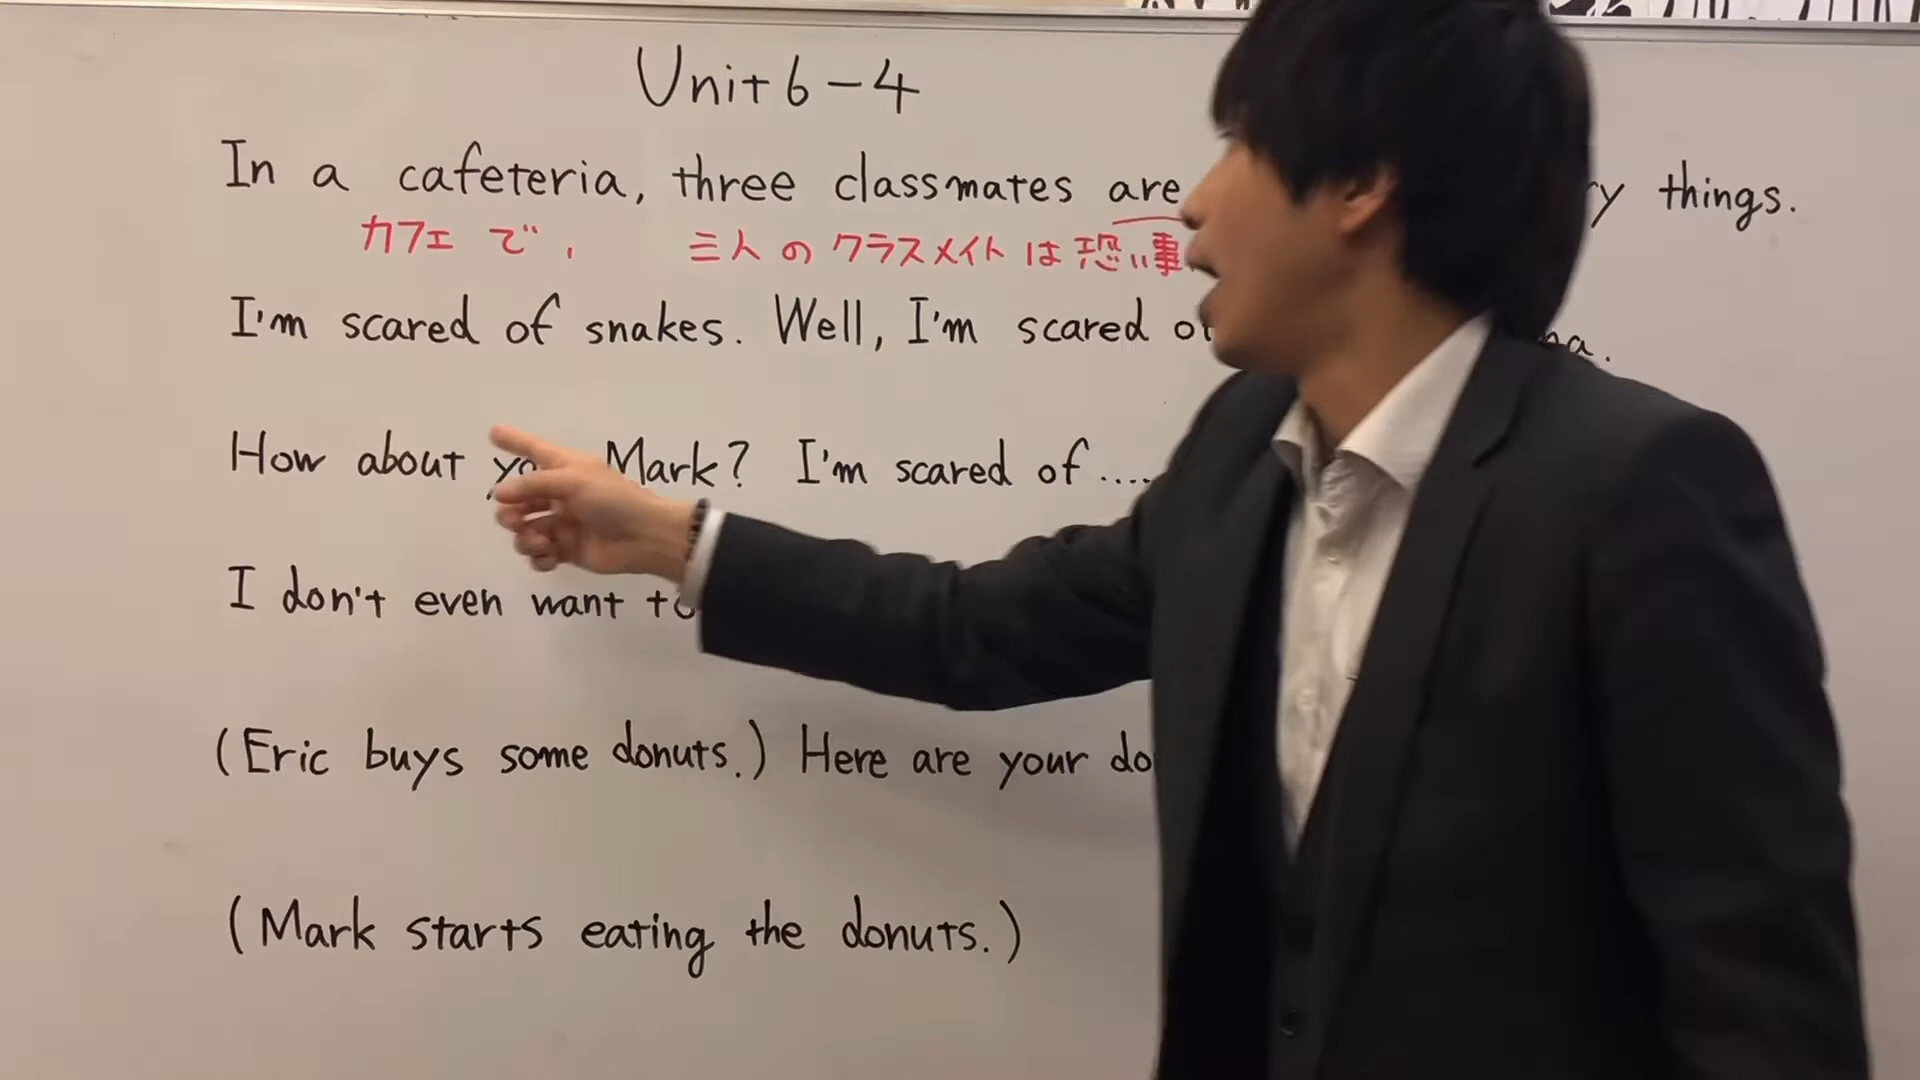 Unit 6-4
In a cafeteria, three classmates are things.
カフェで, 三人のクラスメイトは恐い事
I'm scared of snakes. Well, I'm scared
How about Mark? I'm scared of ....
I don't even want to
(Eric buys some donuts.) Here are your
(Mark starts eating the donuts.)